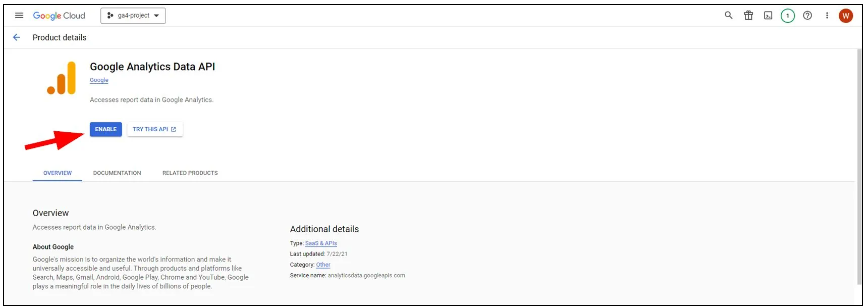 Google Cloud
ga4-project
1
W
Product details
Google Analytics Data API
Google
Accesses report data in Google Analytics.
ENABLE
TRY THIS API
OVERVIEW
DOCUMENTATION
RELATED PRODUCTS
Overview
Accesses report data in Google Analytics.
About Google
Google's mission is to organize the world's information and make it
universally accessible and useful. Through products and platforms like
Search, Maps, Gmail, Android, Google Play, Chrome and YouTube, Google
plays a meaningful role in the daily lives of billions of people.
Additional details
Type: SaaS & APIs
Last updated: 7/22/21
Category: Other
Service name: analyticsdata.googleapis.com